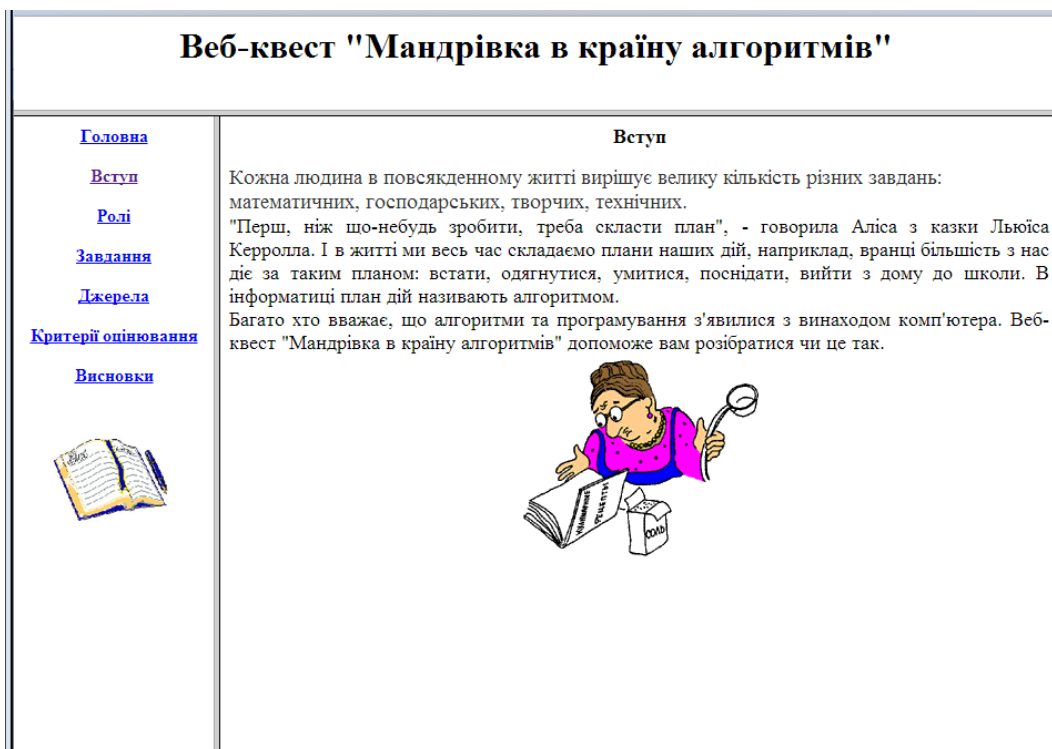 Веб-квест "Мандрівка в країну алгоритмів"
Головна
Вступ
Ролі
Завдання
Джерела
Критерії оцінювання
Висновки
Вступ
Кожна людина в повсякденному житті вирішує велику кількість різних завдань:
математичних, господарських, творчих, технічних.
"Перш, ніж що-небудь зробити, треба скласти план", - говорила Аліса з казки Льюїса
Керролла. І в житті ми весь час складаємо плани наших дій, наприклад, вранці більшість з нас
діє за таким планом: встати, одягнутися, умитися, поснідати, вийти з дому до школи. В
інформатиці план дій називають алгоритмом.
Багато хто вважає, що алгоритми та програмування з'явилися з винаходом комп'ютера. Веб-
квест "Мандрівка в країну алгоритмів" допоможе вам розібратися чи це так.
КУЛИНАРНЫЕ
РЕЦЕПТЫ
СОЛЬ